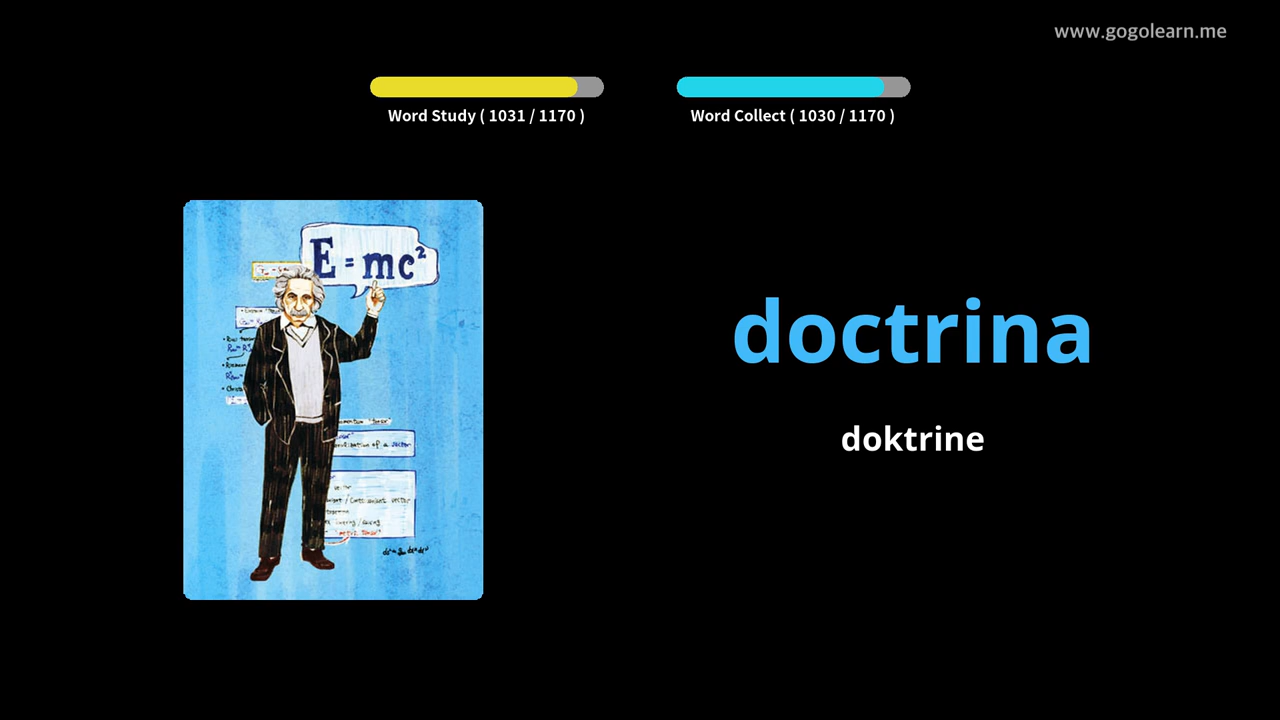 www.gogolearn.me
Word Study ( 1031 / 1170 )
Word Collect ( 1030 / 1170 )
E = mc²
doctrina
doktrine